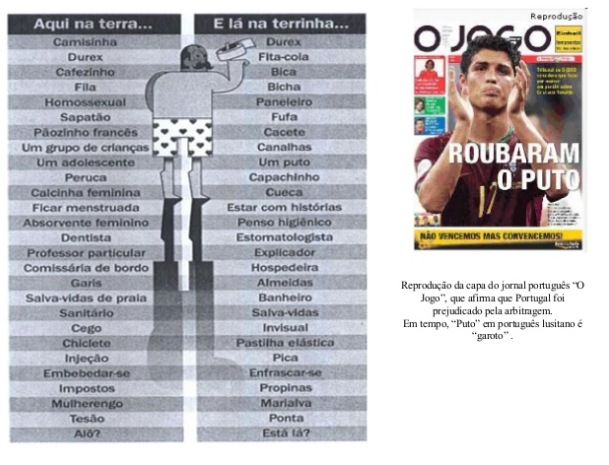 Aqui na terra... E lá na terrinha...
Camisinha Durex
Durex Fita-cola
Cafezinho Bica
Fila Bicha
Homossexual Paneleiro
Sapatão Fufa
Pãozinho francês Cacete
Um grupo de crianças Canalhas
Um adolescente Um puto
Peruca Capachinho
Calcinha feminina Cueca
Ficar menstruada Estar com histórias
Absorvente feminino Penso higiênico
Dentista Estomatologista
Professor particular Explicador
Comissária de bordo Hospedeira
Garis Almeidas
Salva-vidas de praia Banheiro
Sanitário Salva-vidas
Cego Invisual
Chiclete Pastilha elástica
Injeção Pica
Embebedar-se Enfrascar-se
Impostos Propinas
Mulherengo Marialva
Tesão Ponta
Alô? Está lá?
Reprodução
O JOGO
17
ROUBARAM
O PUTO
NÃO VENCEMOS MAS CONVENCEMOS!
Reprodução da capa do jornal português “O
Jogo”, que afirma que Portugal foi
prejudicado pela arbitragem.
Em tempo, “Puto” em português lusitano é
“garoto” .